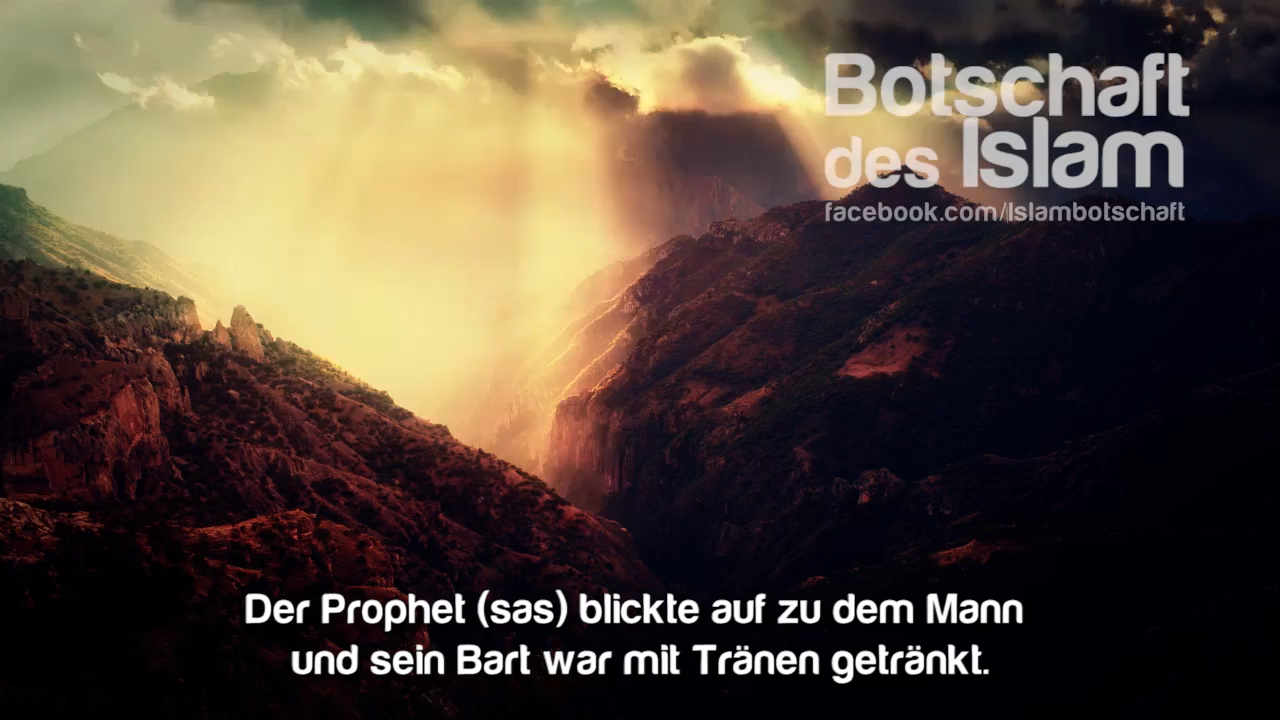 Botschaft
des Islam
facebook.com/Islambotschaft
Der Prophet (sas) blickte auf zu dem Mann
und sein Bart war mit Tränen getränkt.